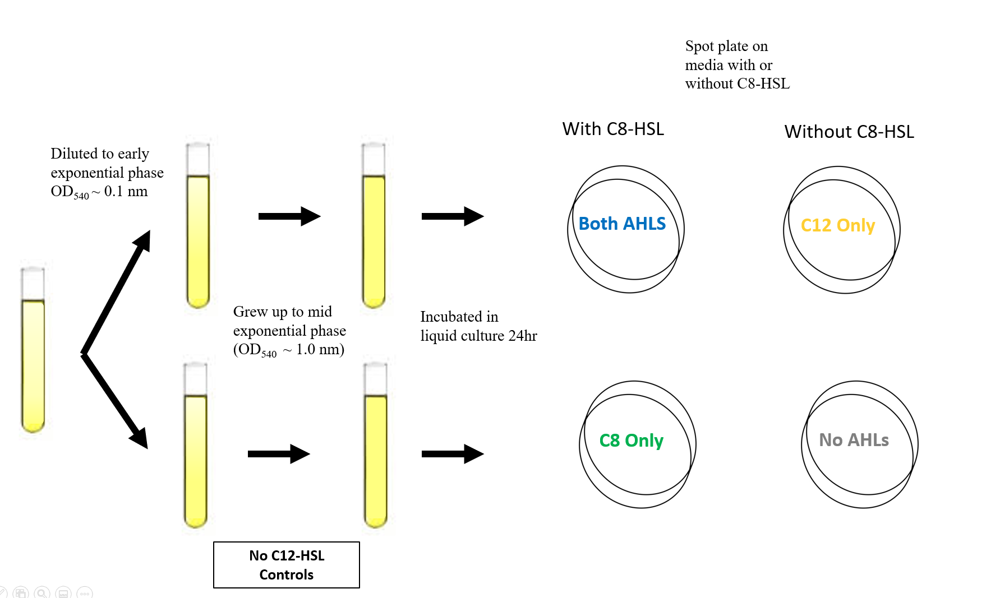 Spot plate on
media with or
without C8-HSL
With C8-HSL
Without C8-HSL
Diluted to early
exponential phase
OD540 ~ 0.1 nm
Both AHLS
C12 Only
Grew up to mid
exponential phase
(OD540 ~ 1.0 nm)
Incubated in
liquid culture 24hr
C8 Only
No AHLs
No C12-HSL
Controls